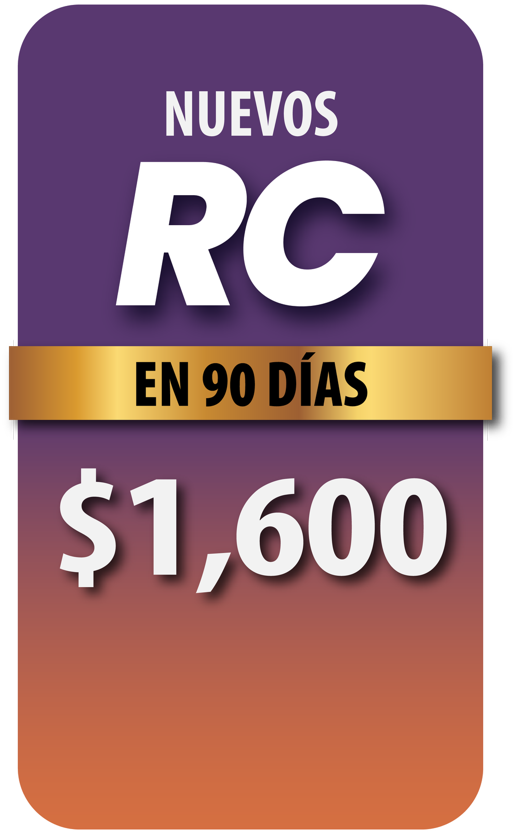 NUEVOS
RC
EN 90 DÍAS
$1,600